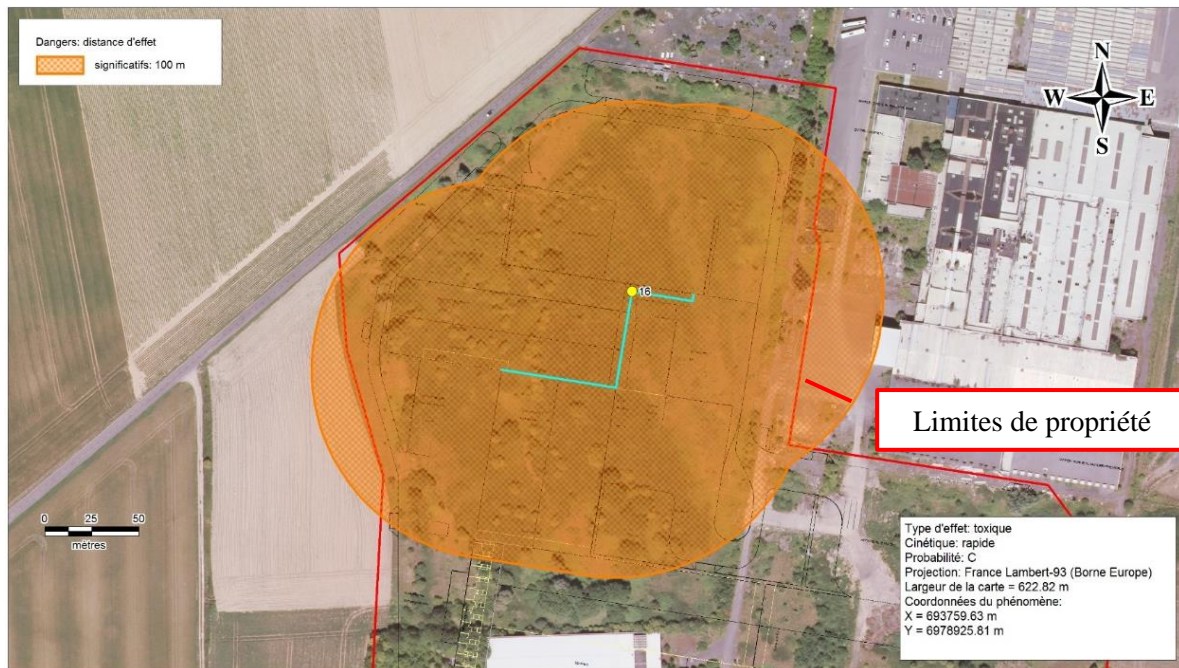 Dangers: distance d'effet
significatifs: 100 m
N
W
E
S
16
Limites de propriété
0 25 50
mètres
Type d'effet: toxique
Cinétique: rapide
Probabilité: C
Projection: France Lambert-93 (Borne Europe)
Largeur de la carte = 622.82 m
Coordonnées du phénomène:
X = 693759.63 m
Y = 6978925.81 m